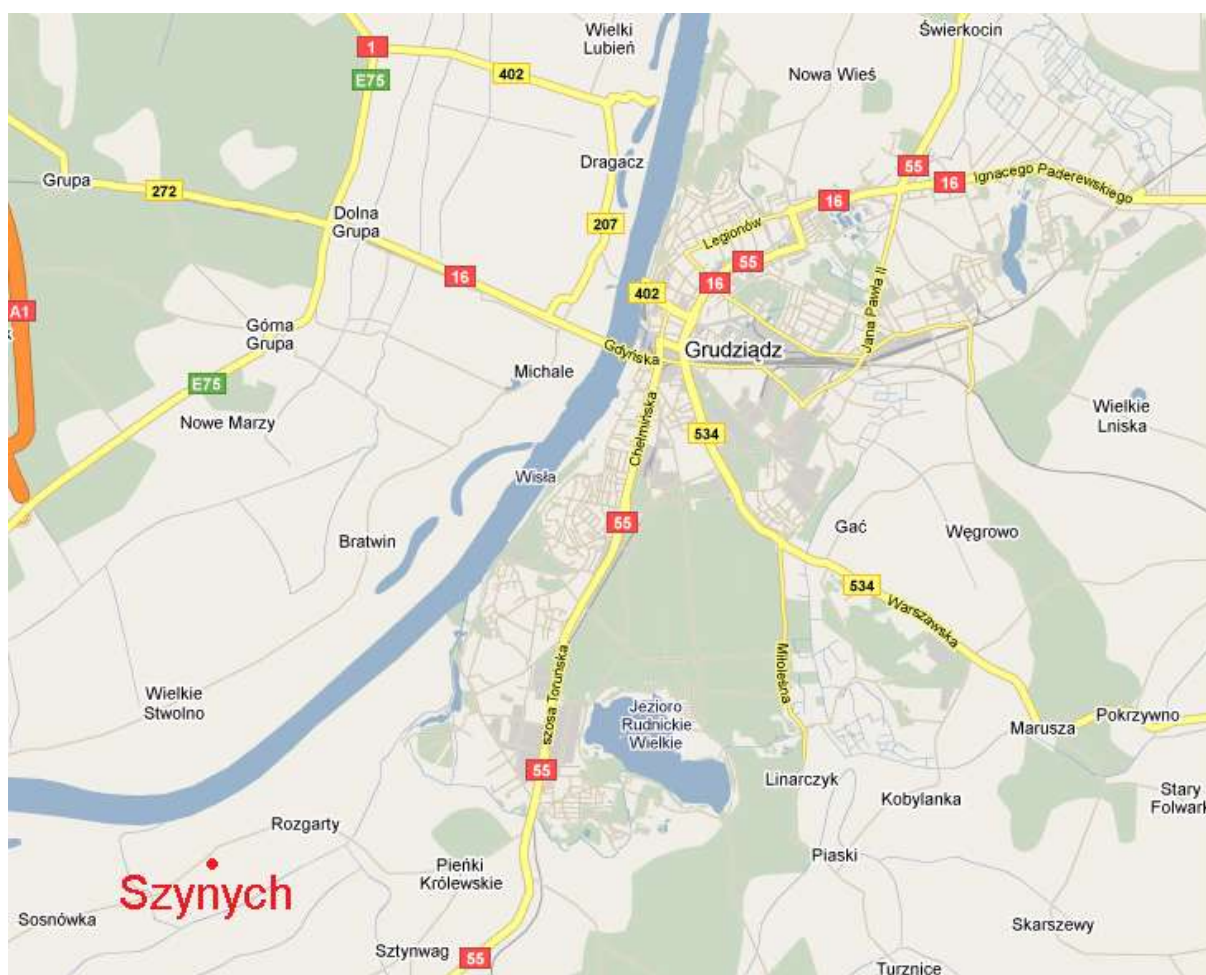 Wielki
Lubień
Świerkocin
1
E75
402
Nowa Wieś
Dragacz
55
16
Ignacego Paderewskiego
Grupa
272
16
Dolna
Grupa
207
Legionów
55
16
16
402
A1
Górna
Grupa
Jana Pawła II
Gdyńska
Grudziądz
E75
Michale
Nowe Marzy
Chełmińska
534
Wielkie
Lniska
Wisła
55
Bratwin
Gać
Węgrowo
534
Warszawska
szosa Toruńska
Miłoleśna
Wielkie
Stwolno
Jezioro
Rudnickie
Wielkie
Marusza
Pokrzywno
55
Linarczyk
Kobylanka
Stary
Folwark
Rozgarty
Pieńki
Królewskie
Piaski
Szynych
Sosnówka
Skarszewy
Sztynwag
55
Turznice